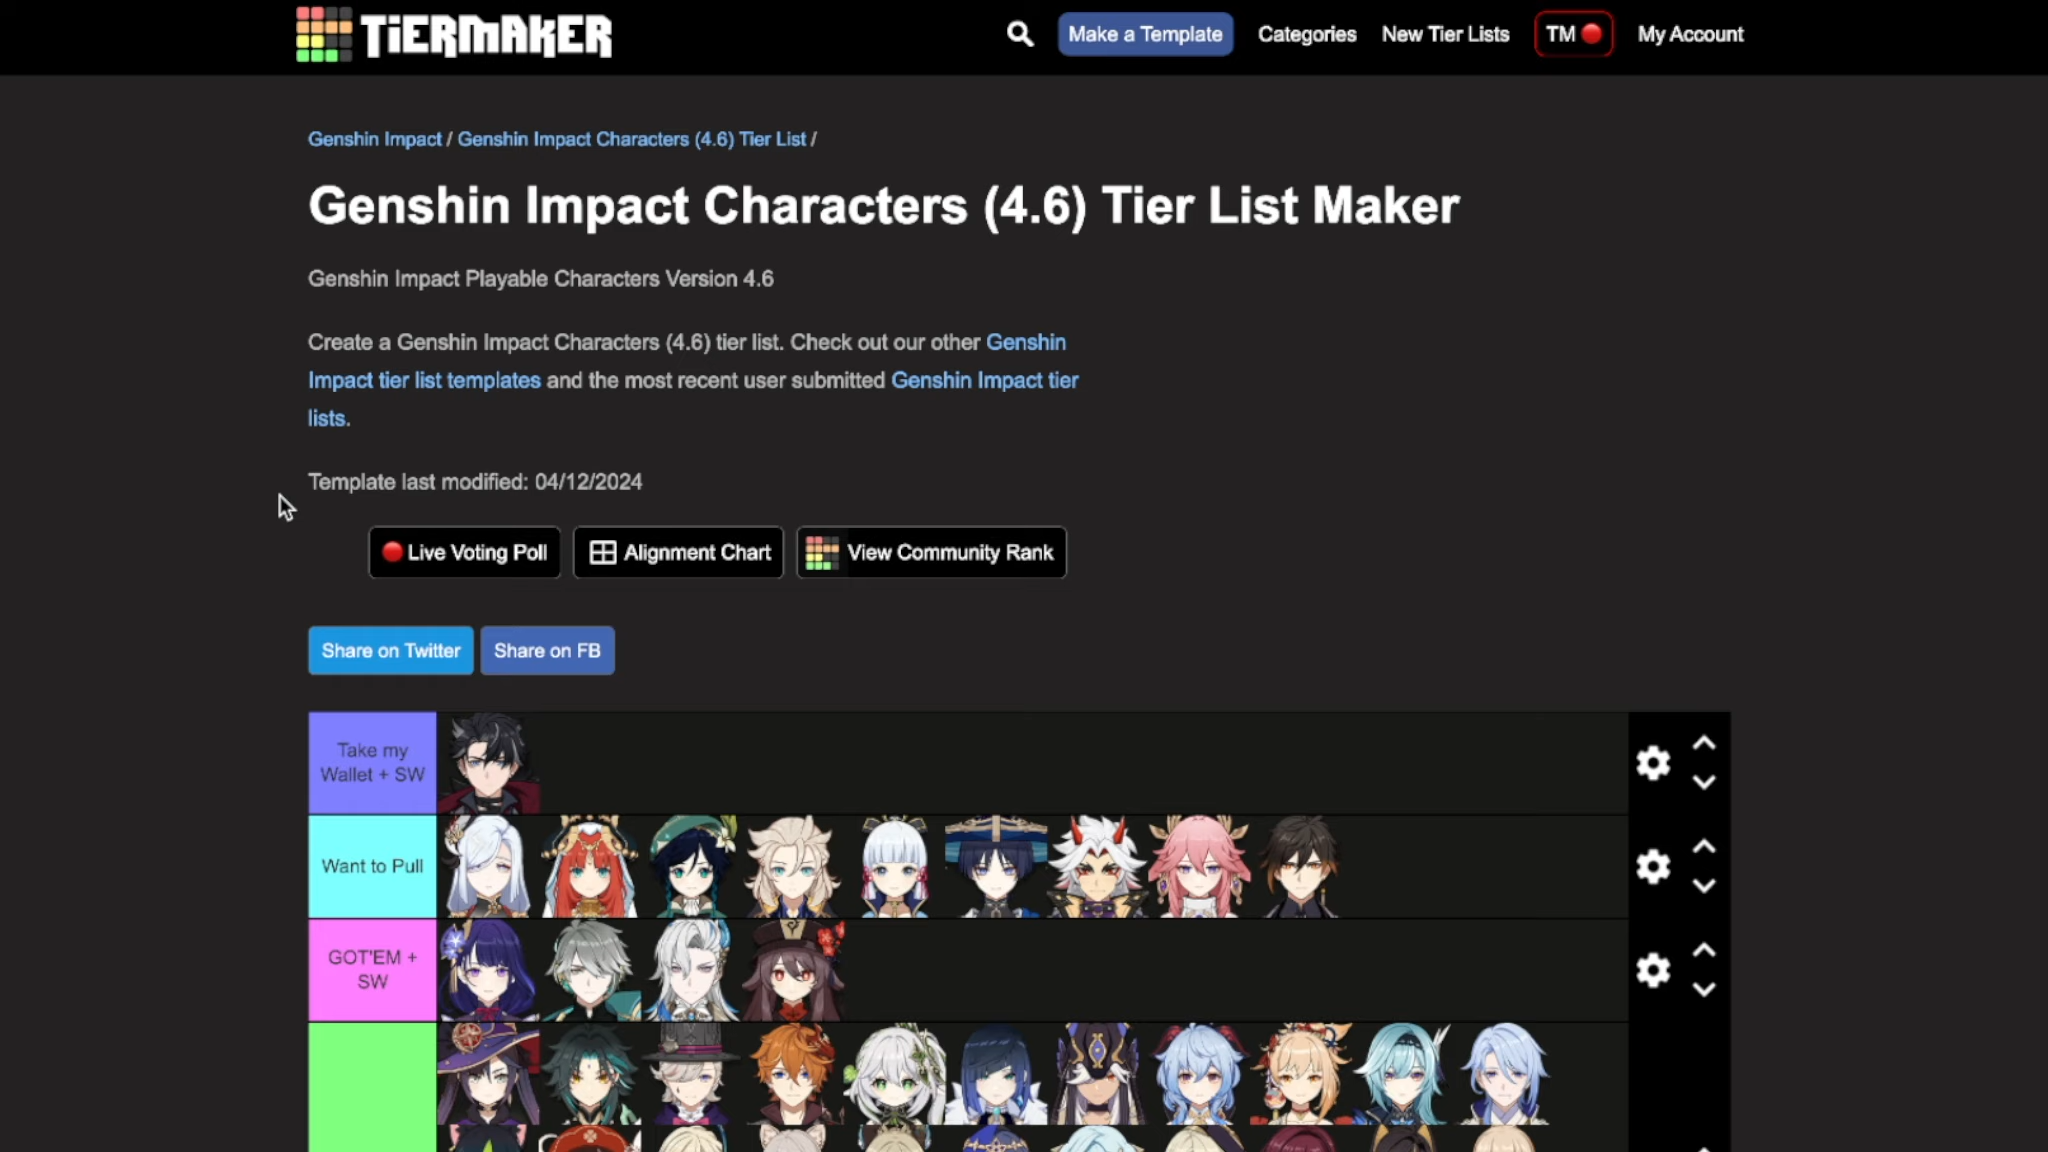 TiERMAKER
Make a Template
Categories
New Tier Lists
TM
My Account
Genshin Impact / Genshin Impact Characters (4.6) Tier List /
Genshin Impact Characters (4.6) Tier List Maker
Genshin Impact Playable Characters Version 4.6
Create a Genshin Impact Characters (4.6) tier list. Check out our other Genshin
Impact tier list templates and the most recent user submitted Genshin Impact tier
lists.
Template last modified: 04/12/2024
Live Voting Poll
Alignment Chart
View Community Rank
Share on Twitter
Share on FB
Take my
Wallet + SW
Want to Pull
GOT'EM +
SW